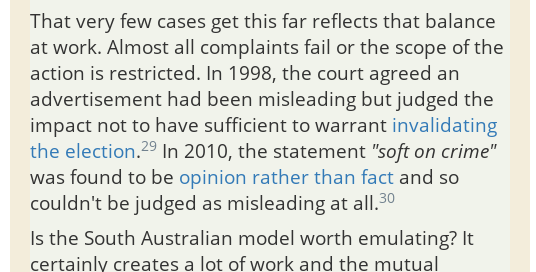 That very few cases get this far reflects that balance
at work. Almost all complaints fail or the scope of the
action is restricted. In 1998, the court agreed an
advertisement had been misleading but judged the
impact not to have sufficient to warrant invalidating
the election.29 In 2010, the statement "soft on crime"
was found to be opinion rather than fact and so
couldn't be judged as misleading at all.30
Is the South Australian model worth emulating? It
certainly creates a lot of work and the mutual